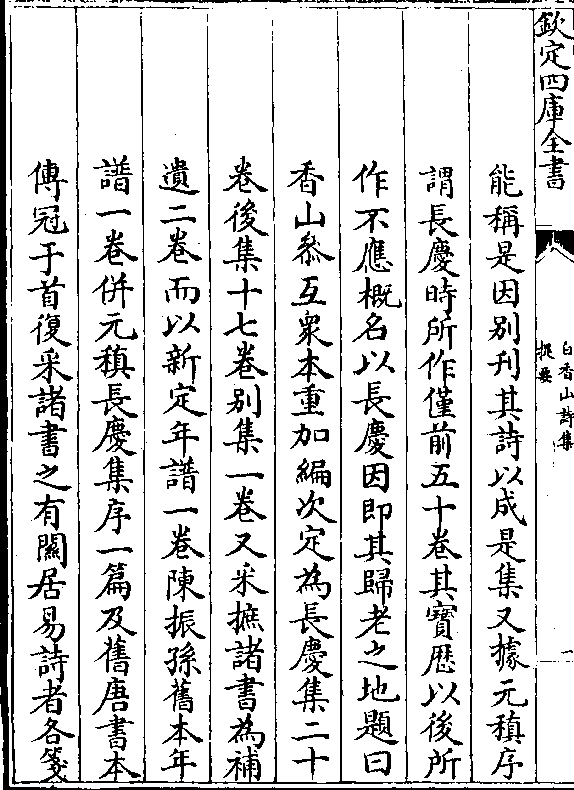 欽定四庫全書
白香山詩集
提要
一
能稱是因别刊其詩以成是集又據元稹序
謂長慶時所作僅前五十卷其寶歴以後所
作不應概名以長慶因即其歸老之地題曰
香山叅互衆本重加編次定為長慶集二十
卷後集十七卷别集一卷又采摭諸書為補
遺二卷而以新定年譜一卷陳振孫舊本年
譜一卷併元稹長慶集序一篇及舊唐書本
傳冠于首復采諸書之有闗居易詩者各箋